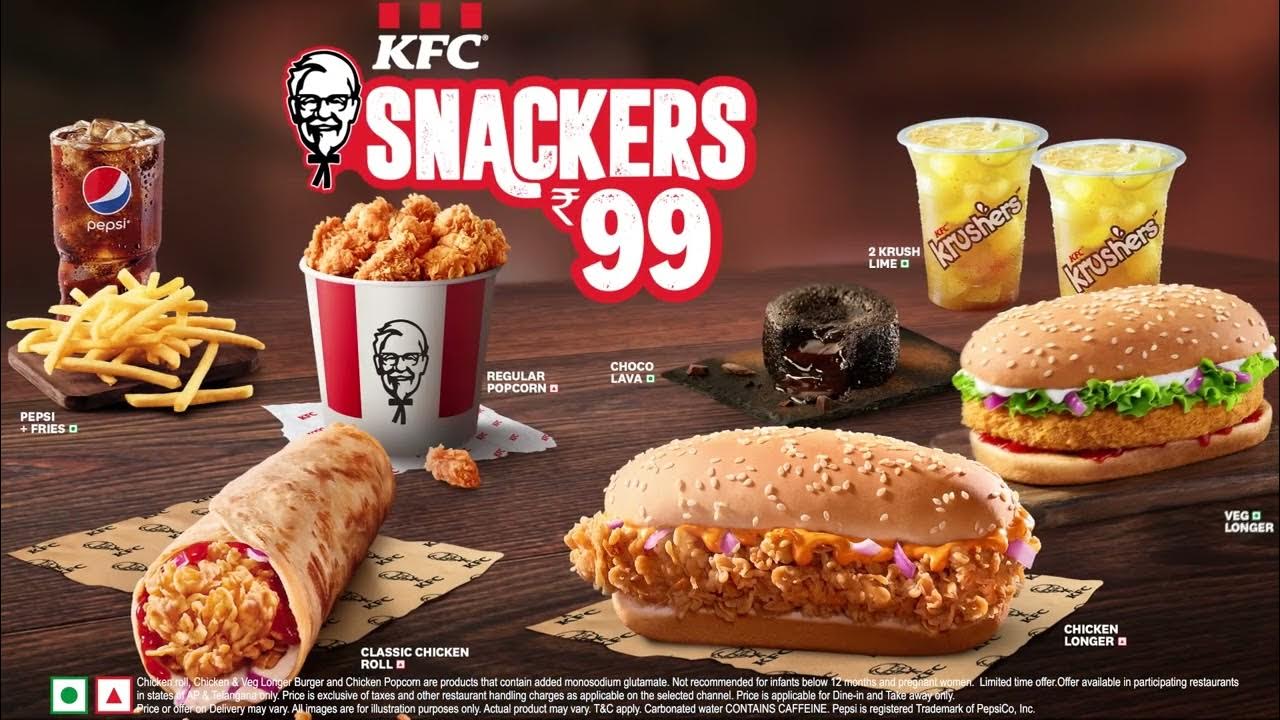 KFC
SNACKERS
₹99
pepsi
PEPSI
+ FRIES
REGULAR
POPCORN
CHOCO
LAVA
2 KRUSH
LIME
KFC
krushers
KFC
krushers
VEG
LONGER
CHICKEN
LONGER
CLASSIC CHICKEN
ROLL
KFC
KFC
Chicken roll, Chicken & Veg Longer Burger and Chicken Popcorn are products that contain added monosodium glutamate. Not recommended for infants below 12 months and pregnant women. Limited time offer.Offer available in participating restaurants
in states of AP & Telangana only. Price is exclusive of taxes and other restaurant handling charges as applicable on the selected channel. Price is applicable for Dine-in and Take away only.
Price or offer on Delivery may vary. All images are for illustration purposes only. Actual product may vary. T&C apply. Carbonated water CONTAINS CAFFEINE. Pepsi is registered Trademark of PepsiCo, Inc.